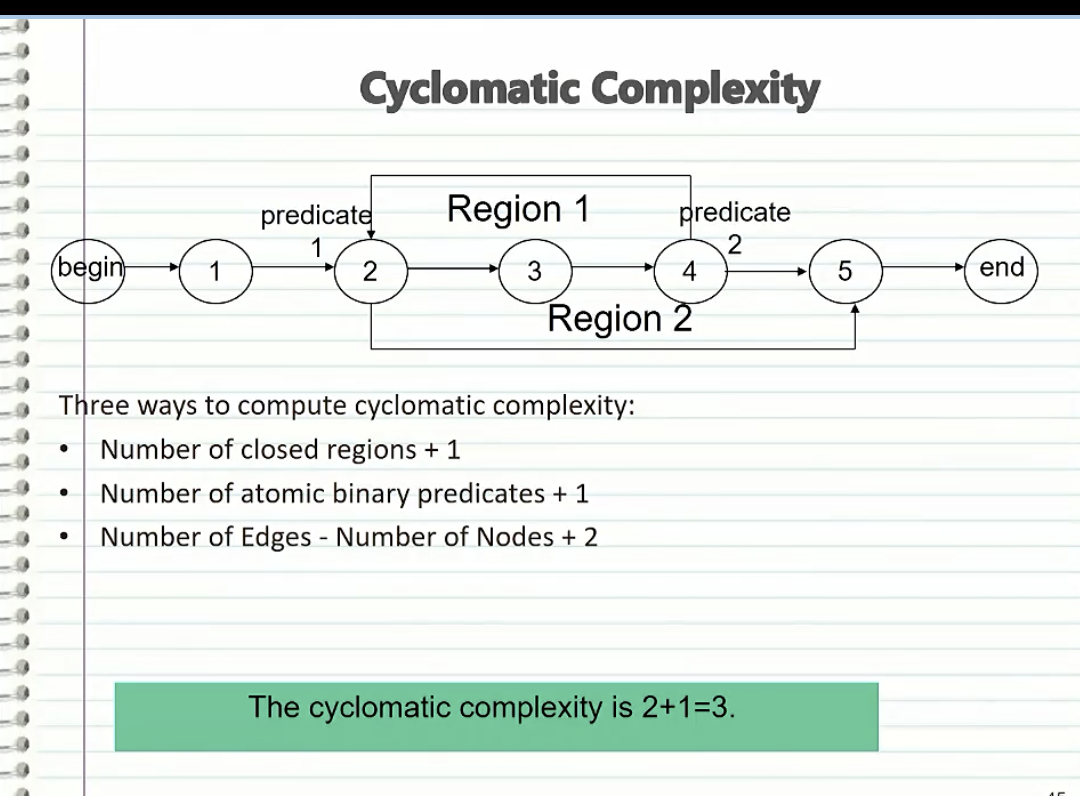 Cyclomatic Complexity
predicate
1
Region 1
predicate
2
begin
1
2
3
4
5
end
Region 2
Three ways to compute cyclomatic complexity:
• Number of closed regions + 1
• Number of atomic binary predicates + 1
• Number of Edges - Number of Nodes + 2
The cyclomatic complexity is 2+1=3.